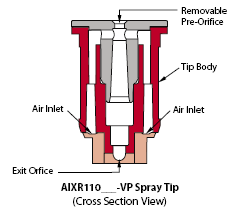 Removable
Pre-Orifice
Tip Body
Air Inlet
Air Inlet
Exit Orfice
AIXR110___-VP Spray Tip
(Cross Section View)